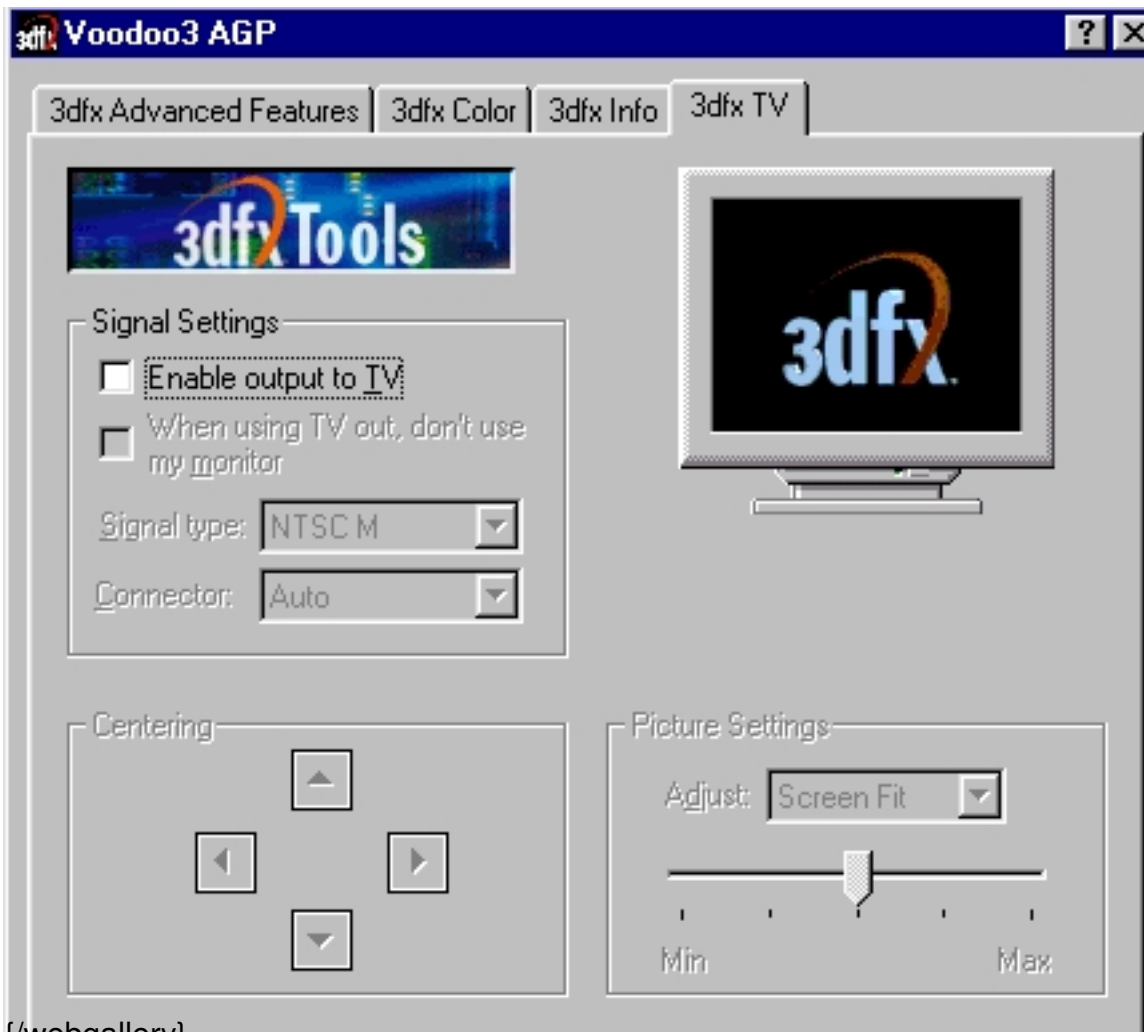 3dfx Voodoo3 AGP
3dfx Advanced Features 3dfx Color 3dfx Info 3dfx TV
3dfx Tools
3dfx
Signal Settings
Enable output to TV
When using TV out, don't use
my monitor
Signal type: NTSC M
Connector: Auto
Centering
Picture Settings
Adjust: Screen Fit
Min Max
{/webgallery}